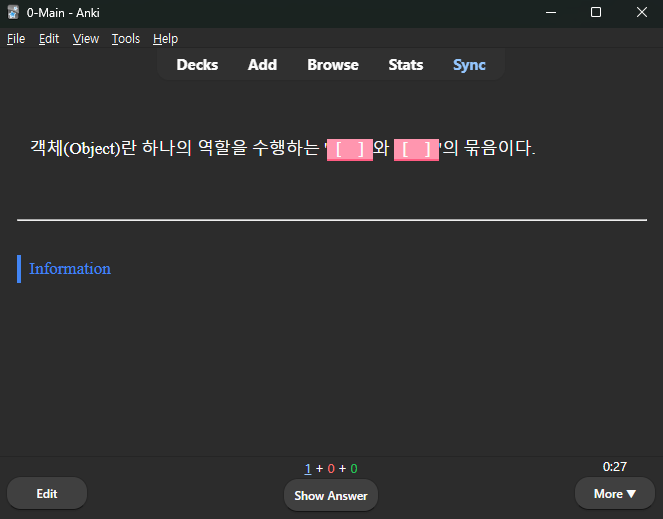 0-Main - Anki
File Edit View Tools Help
Decks Add Browse Stats Sync
객체(Object)란 하나의 역할을 수행하는 '[ ]와 [ ]'의 묶음이다.
Information
1 + 0 + 0
0:27
Edit
Show Answer
More ▼